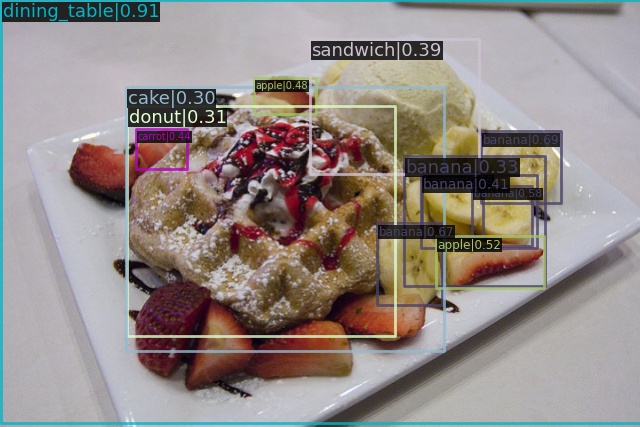 dining_table|0.91
sandwich|0.39
apple|0.48
cake|0.30
donut|0.31
carrot|0.44
banana|0.69
banana|0.33
banana|0.41
banana|0.58
banana|0.67
apple|0.52